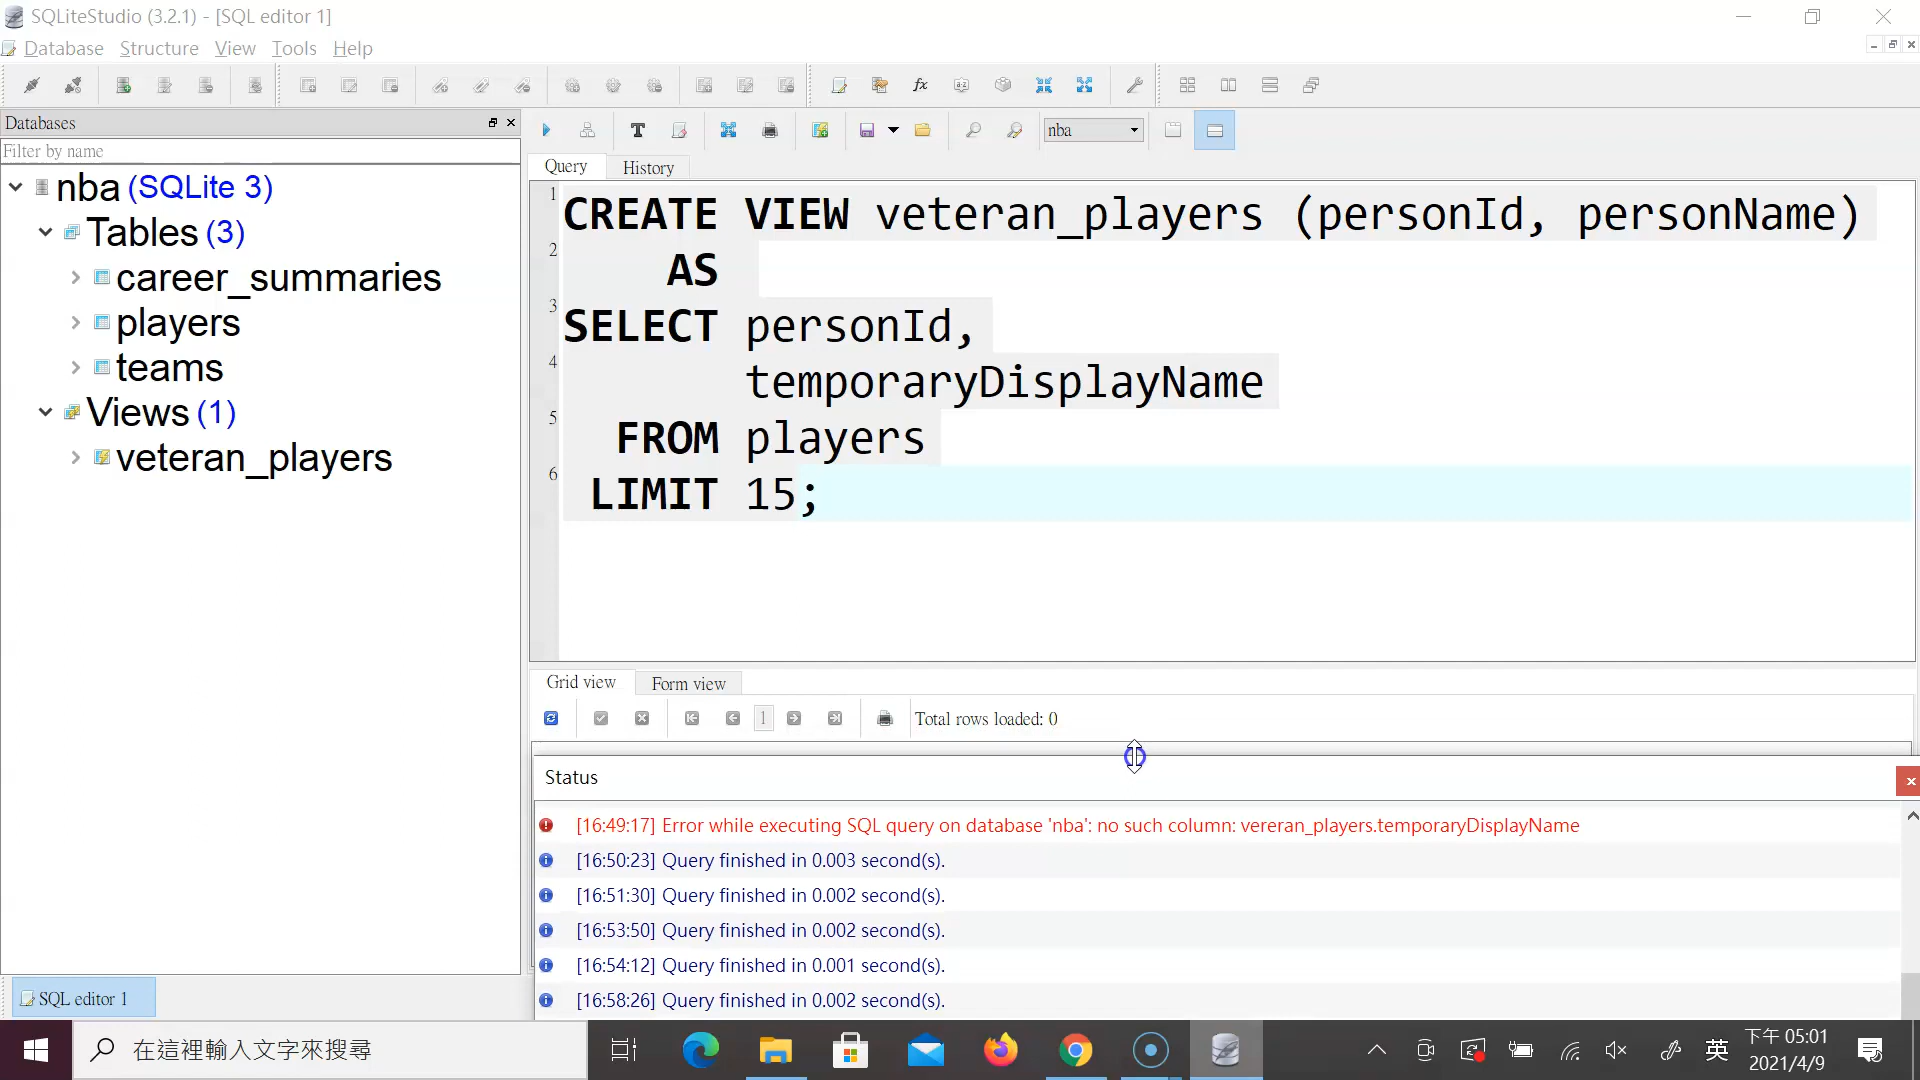 SQLiteStudio (3.2.1) - [SQL editor 1]
Database Structure View Tools Help
Databases
Filter by name
nba (SQLite 3)
Tables (3)
career_summaries
players
teams
Views (1)
veteran_players
SQL editor 1
nba
Query History
1 CREATE VIEW veteran_players (personId, personName)
2 AS
3 SELECT personId,
4 temporaryDisplayName
5 FROM players
6 LIMIT 15;
Grid view Form view
1 Total rows loaded: 0
Status
[16:49:17] Error while executing SQL query on database 'nba': no such column: vereran_players.temporaryDisplayName
[16:50:23] Query finished in 0.003 second(s).
[16:51:30] Query finished in 0.002 second(s).
[16:53:50] Query finished in 0.002 second(s).
[16:54:12] Query finished in 0.001 second(s).
[16:58:26] Query finished in 0.002 second(s).
在這裡輸入文字來搜尋
英
下午 05:01
2021/4/9